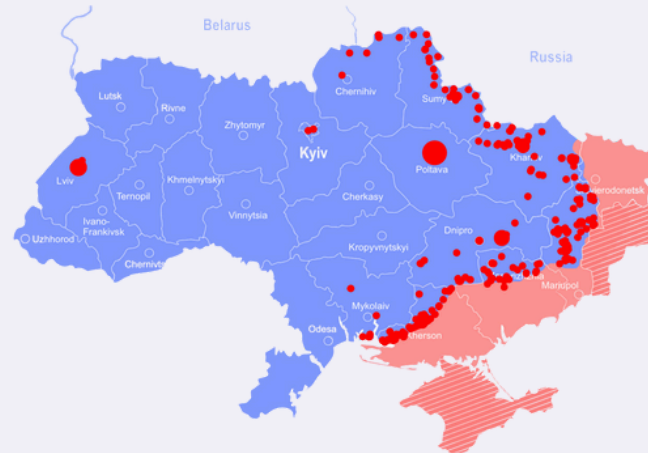 Belarus
Russia
Lutsk
Rivne
Chernihiv
Sumy
Zhytomyr
Kyiv
Lviv
Poltava
Ternopil
Khmelnytskyi
Ivano-
Frankivsk
Cherkasy
Vinnytsia
Uzhhorod
Chernivts
Kropyvnytskyi
Dnipro
Mariupol
Mykolaiv
Odesa